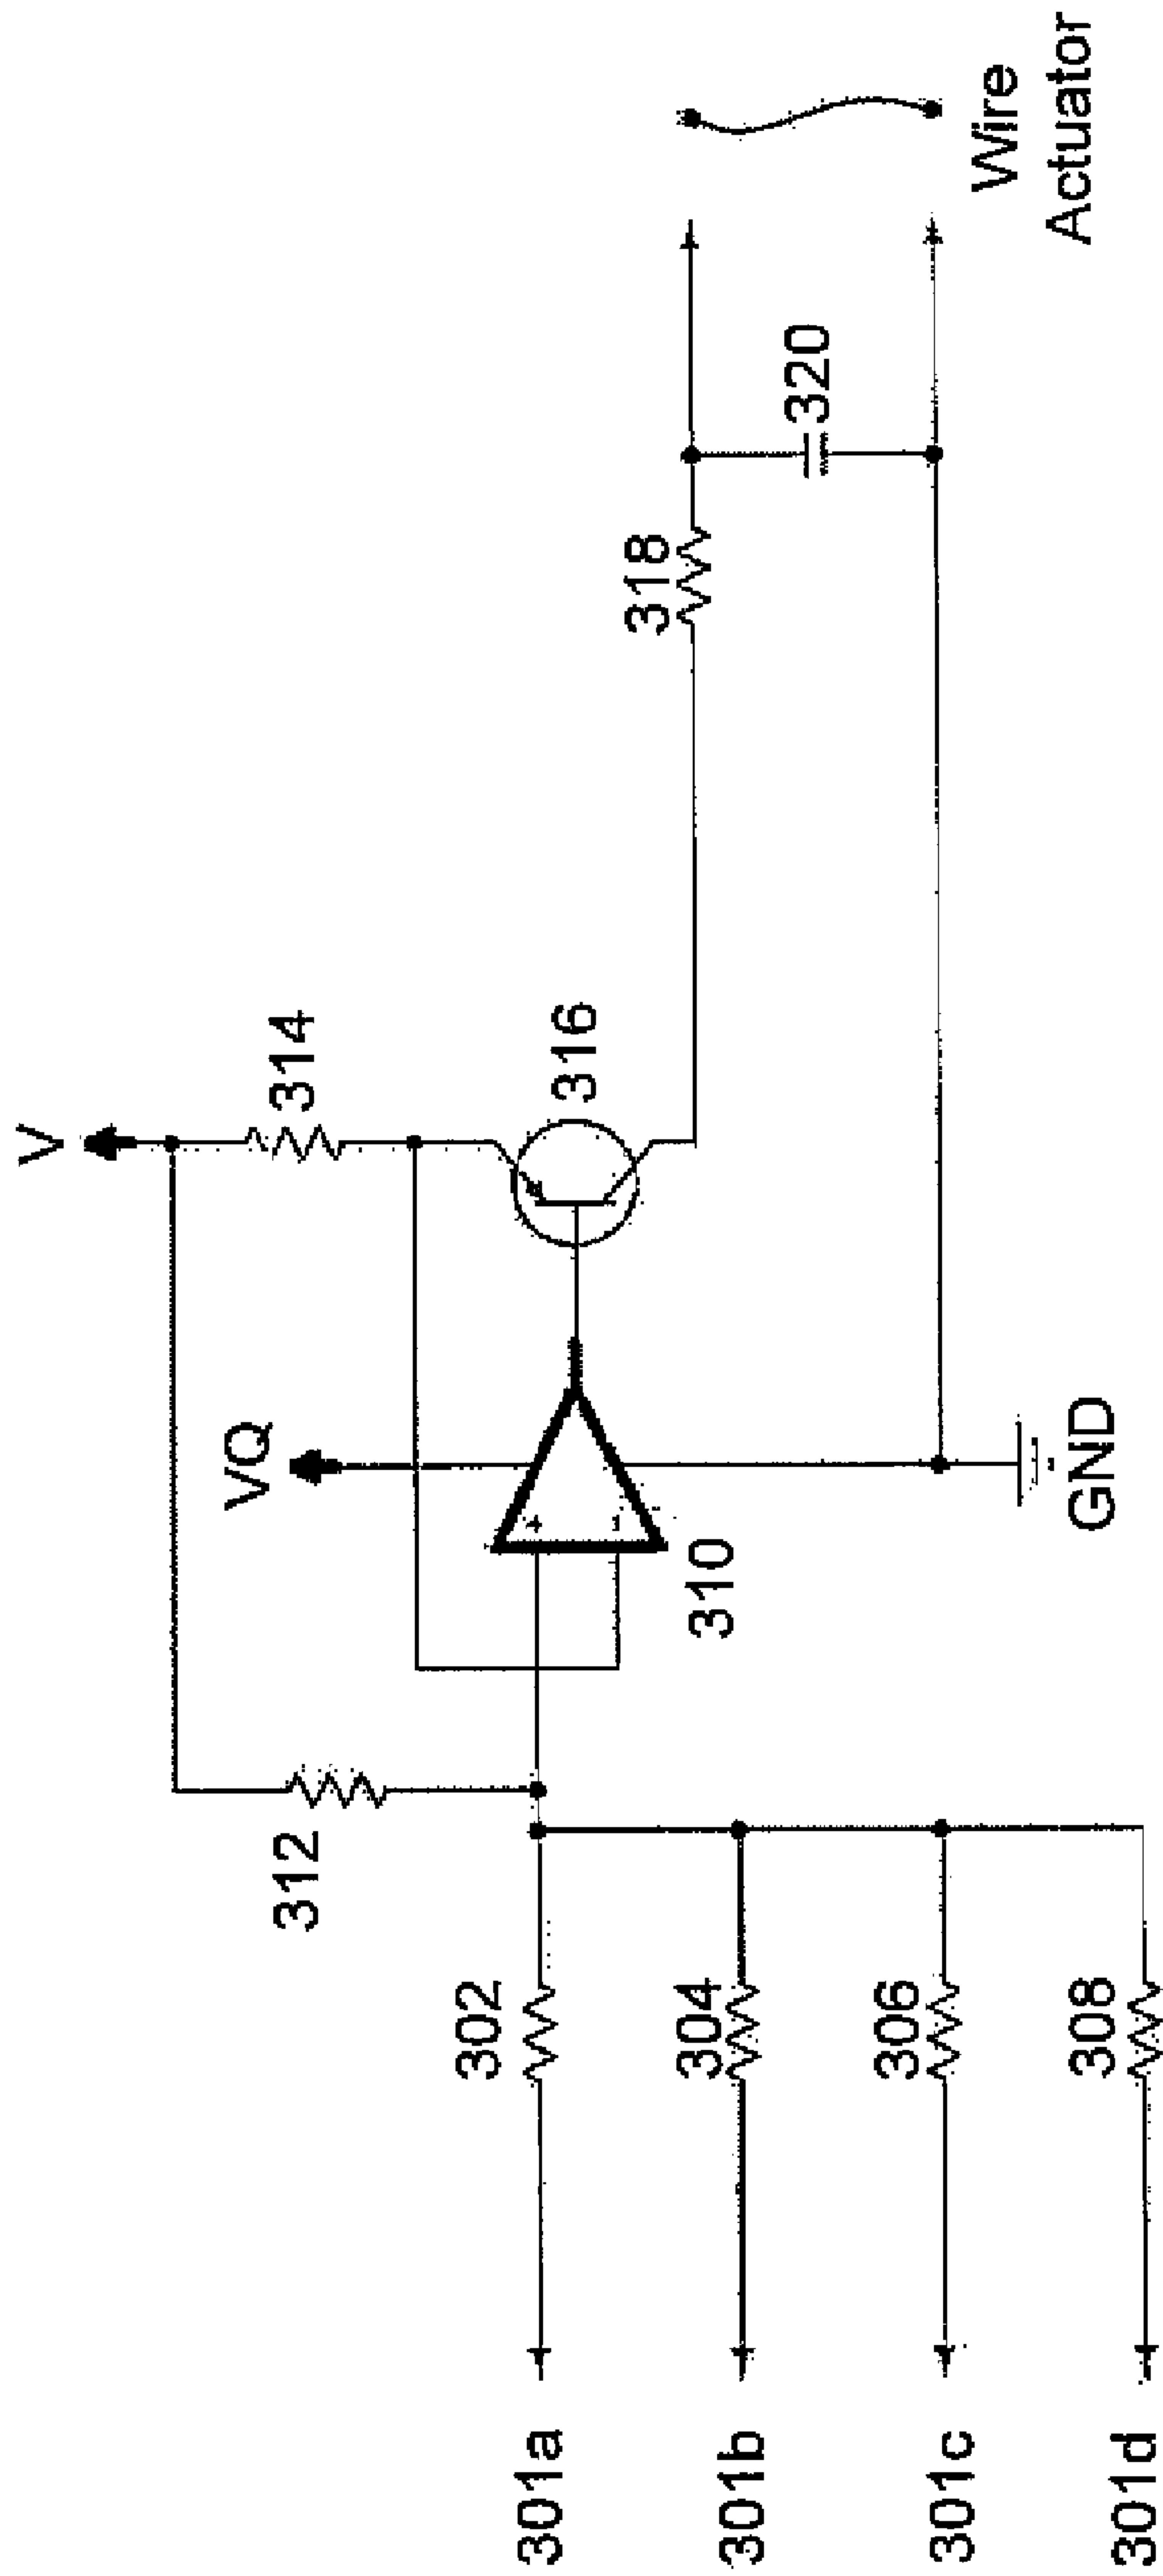 V
314
VQ
312
316
318
320
Wire
Actuator
310
GND
302
304
306
308
301a
301b
301c
301d
+
-